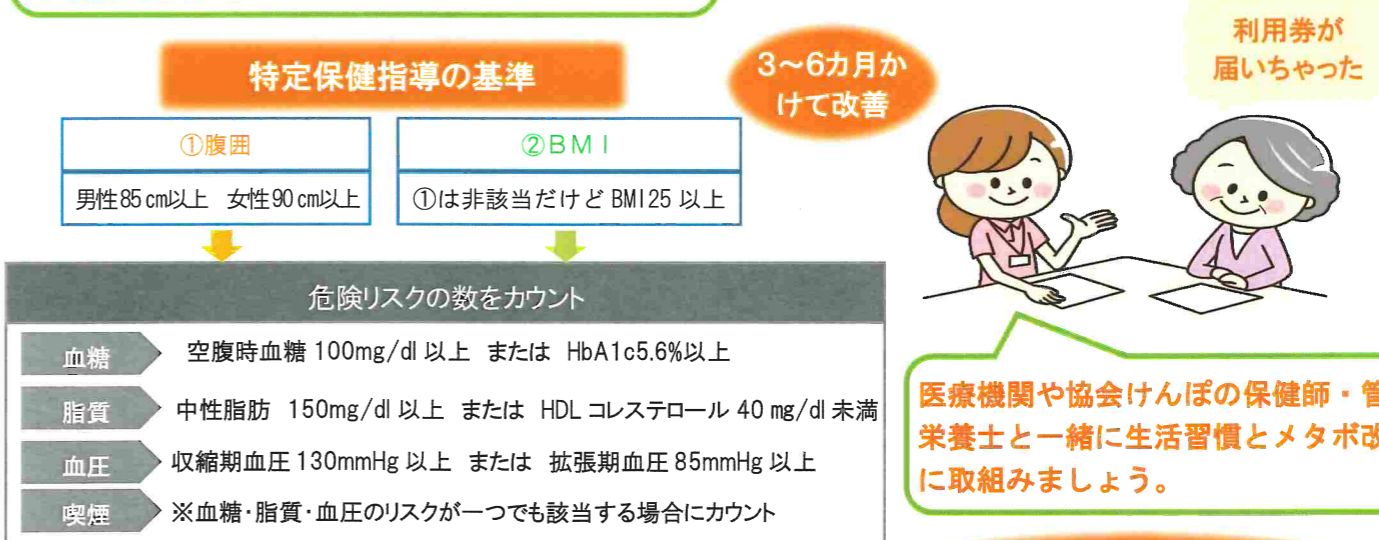 特定保健指導の基準
3～6カ月か
けて改善
利用券が
届いちゃった
①腹囲
②ＢＭＩ
男性85cm以上 女性90cm以上
①は非該当だけど BMI25 以上
危険リスクの数をカウント
血糖 空腹時血糖 100mg/dl 以上 または HbA1c5.6%以上
脂質 中性脂肪 150mg/dl 以上 または HDL コレステロール 40 mg/dl 未満
血圧 収縮期血圧 130mmHg 以上 または 拡張期血圧 85mmHg 以上
喫煙 ※血糖・脂質・血圧のリスクが一つでも該当する場合にカウント
医療機関や協会けんぽの保健師・管
栄養士と一緒に生活習慣とメタボ改
に取組みましょう。